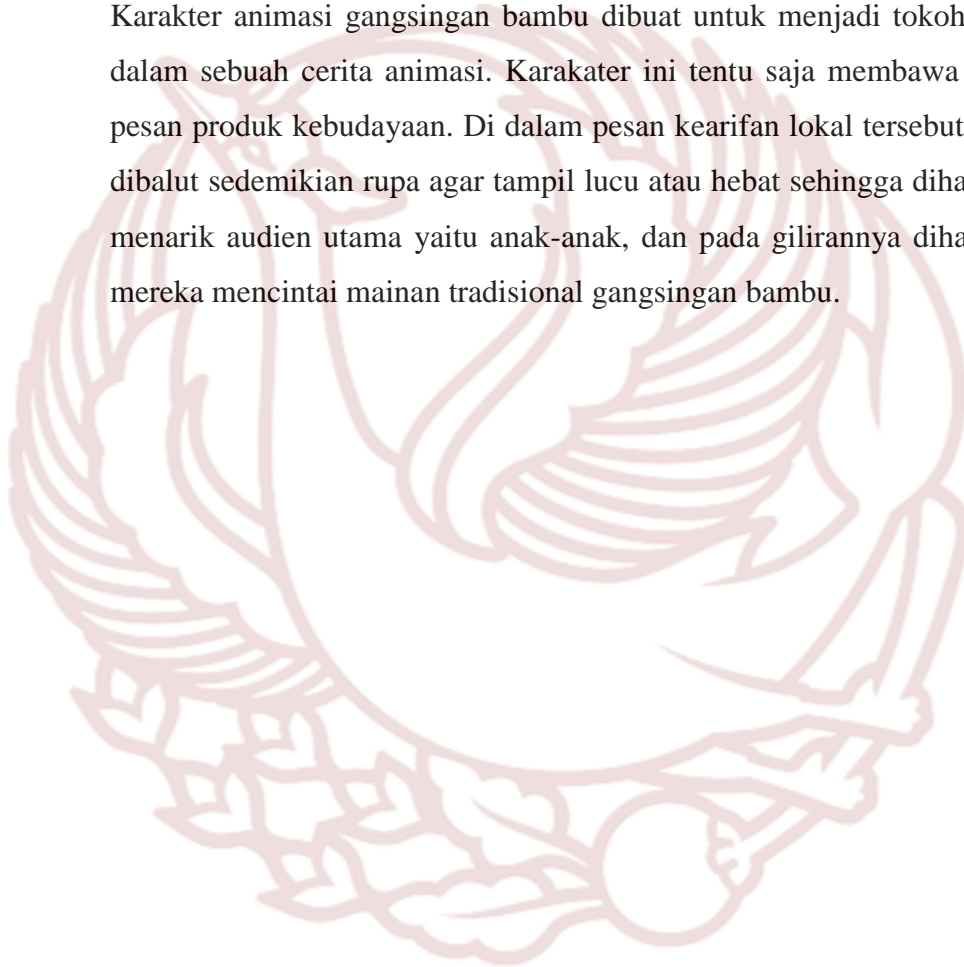 Karakter animasi gangsingan bambu dibuat untuk menjadi tokoh
dalam sebuah cerita animasi. Karakater ini tentu saja membawa
pesan produk kebudayaan. Di dalam pesan kearifan lokal tersebut
dibalut sedemikian rupa agar tampil lucu atau hebat sehingga diha
menarik audien utama yaitu anak-anak, dan pada gilirannya diha
mereka mencintai mainan tradisional gangsingan bambu.